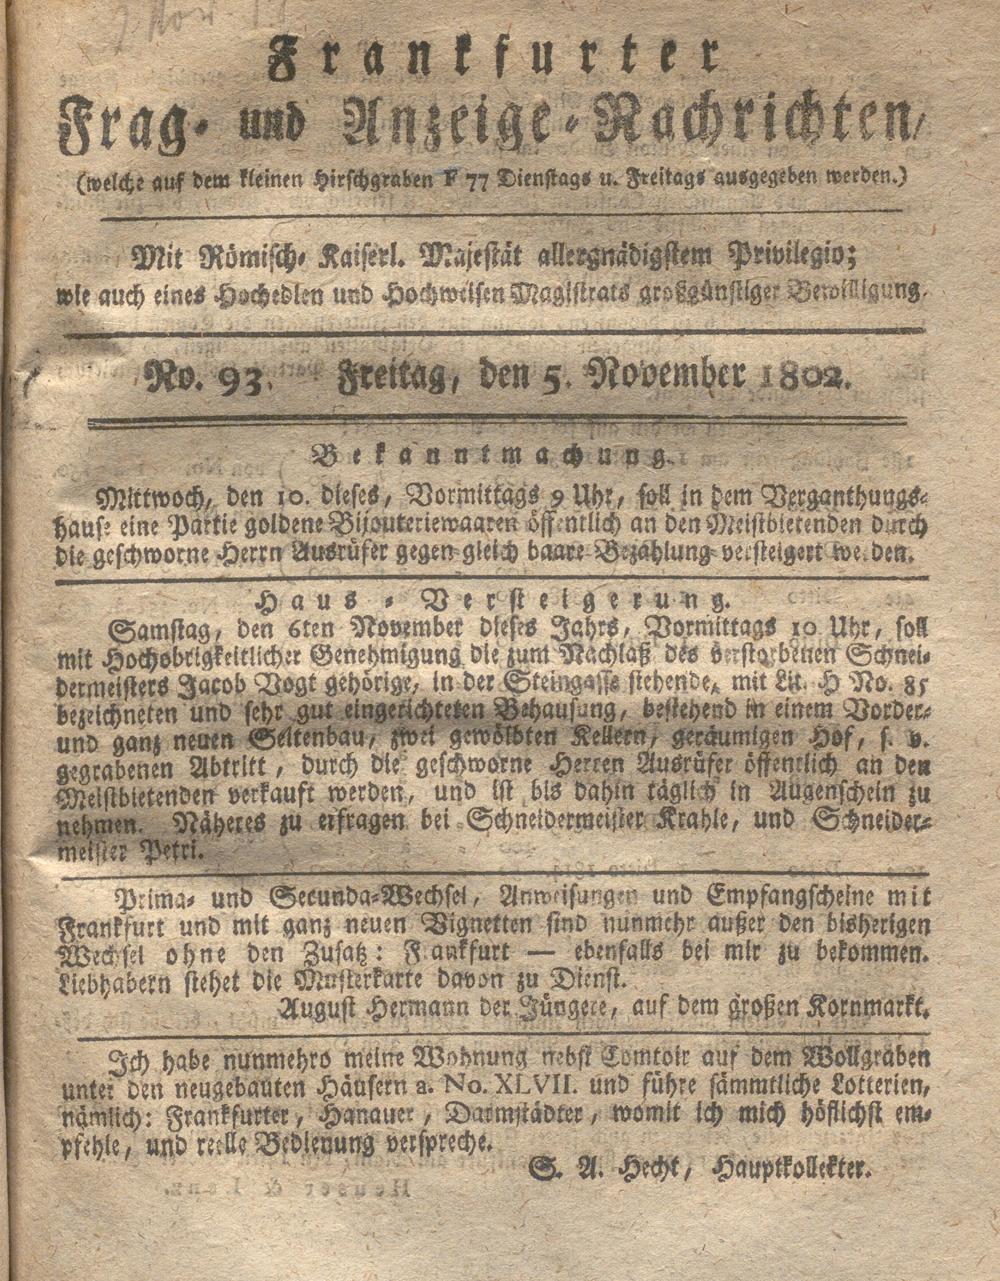 Frankfurter
Frag- und Anzeige-Nachrichten,
(welche auf dem kleinen Hirschgraben F 77 Dienstags u. Freitags ausgegeben werden.)
Mit Römisch-Kaiserl. Majestät allergnädigstem Privilegio;
wie auch eines Hochedlen und Hochweisen Magistrats großgünstiger Bewilligung.
No. 93. Freitag, den 5. November 1802.
Bekanntmachung.
Mittwoch, den 10. dieses, Vormittags 9 Uhr, soll in dem Verganthungs-
hause eine Partie goldene Bijouteriewaaren öffentlich an den Meistbietenden durch
die geschworne Herrn Ausrüfer gegen gleich baare Bezahlung versteigert werden.
Haus-Versteigerung.
Samstag, den 6ten November dieses Jahrs, Vormittags 10 Uhr, soll
mit Hochobrigkeitlicher Genehmigung die zum Nachlaß des verstorbenen Schnei-
dermeisters Jacob Vogt gehörige, in der Steingasse stehende, mit Lit. H No. 85
bezeichneten und sehr gut eingerichteten Behausung, bestehend in einem Vorder-
und ganz neuen Seitenbau, zwei gewölbten Kellern, geräumigen Hof, s. v.
gegrabenen Abtritt, durch die geschworne Herren Ausrüfer öffentlich an den
Meistbietenden verkauft werden, und ist bis dahin täglich in Augenschein zu
nehmen. Näheres zu erfragen bei Schneidermeister Krahle, und Schneider-
meister Petri.
Prima- und Secunda-Wechsel, Anweisungen und Empfangscheine mit
Frankfurt und mit ganz neuen Vignetten sind nunmehr außer den bisherigen
Wechsel ohne den Zusatz: Frankfurt — ebenfalls bei mir zu bekommen.
Liebhabern stehet die Musterkarte davon zu Dienst.
August Hermann der Jüngere, auf dem großen Kornmarkt.
Ich habe nunmehro meine Wohnung nebst Comtoir auf dem Wollgraben
unter den neugebauten Häusern a. No. XLVII. und führe sämmtliche Lotterien,
nämlich: Frankfurter, Hanauer, Darmstädter, womit ich mich höflichst em-
pfehle, und reelle Bedienung verspreche.
S. A. Hecht, Hauptkollekter.